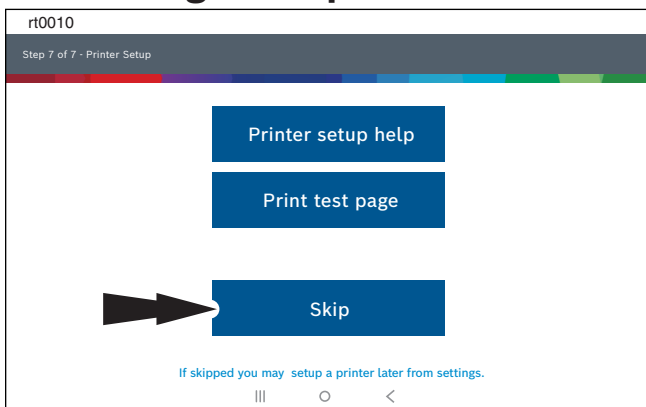 rt0010
Step 7 of 7 - Printer Setup
Printer setup help
Print test page
Skip
If skipped you may setup a printer later from settings.